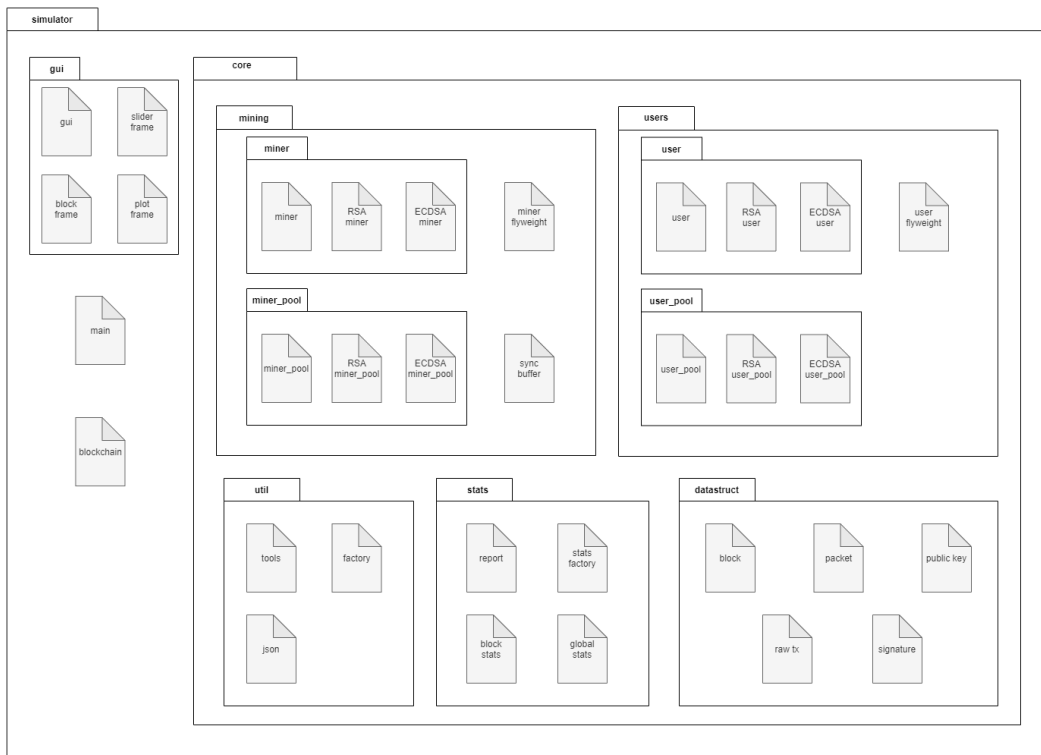 simulator
gui
gui
slider
frame
block
frame
plot
frame
main
blockchain
core
mining
miner
miner
RSA
miner
ECDSA
miner
miner
flyweight
miner_pool
miner_pool
RSA
miner_pool
ECDSA
miner_pool
sync
buffer
users
user
user
RSA
user
ECDSA
user
user
flyweight
user_pool
user_pool
RSA
user_pool
ECDSA
user_pool
util
tools
factory
json
stats
report
stats
factory
block
stats
global
stats
datastruct
block
packet
public key
raw tx
signature